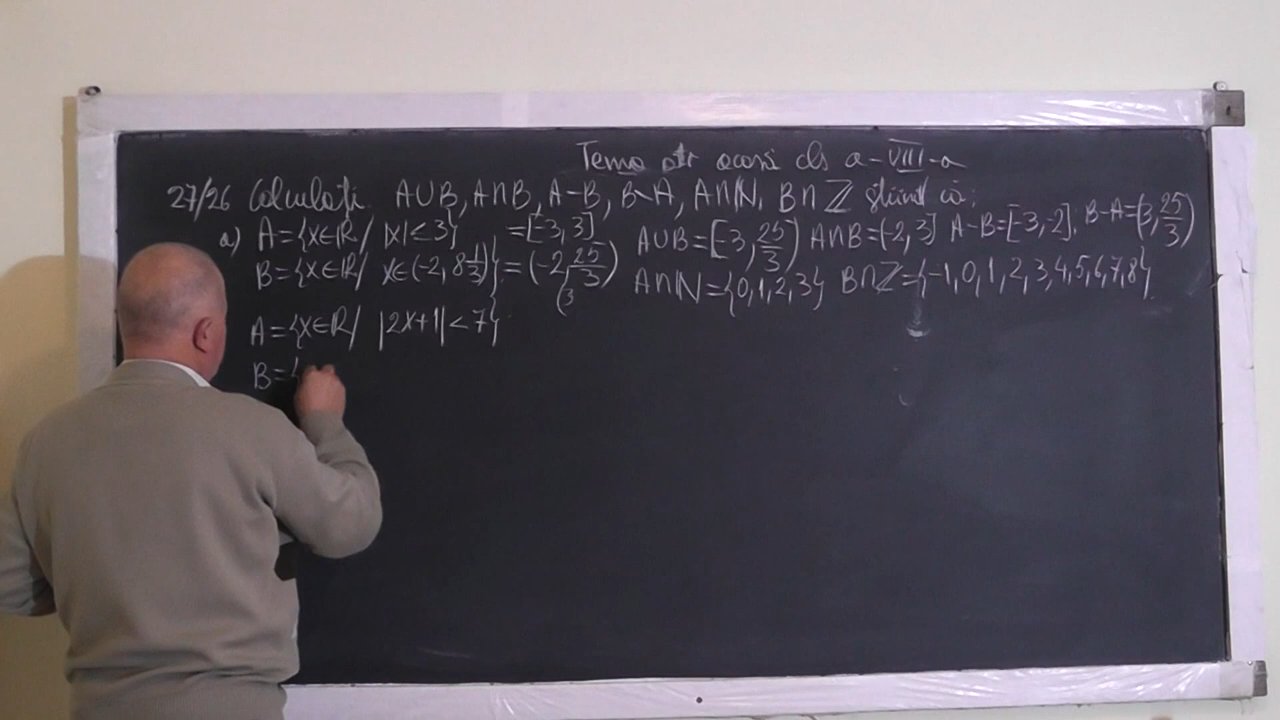 Temă ptr acasă cls a-VIII-a
27/26 Calculați A∪B, A∩B, A-B, B-A, A∩ℕ, B∩ℤ știind că:
a) A={x∈ℝ/ |x|≤3} =[-3,3] A∪B=[-3,25/3) A∩B=(-2,3] A-B=[-3,-2]; B-A=(3,25/3)
B={x∈ℝ/ x∈(-2,8 1/3)}=(-2,25/3) A∩ℕ={0,1,2,3} B∩ℤ={-1,0,1,2,3,4,5,6,7,8}
A={x∈ℝ/ |2x+1|<7}
B={